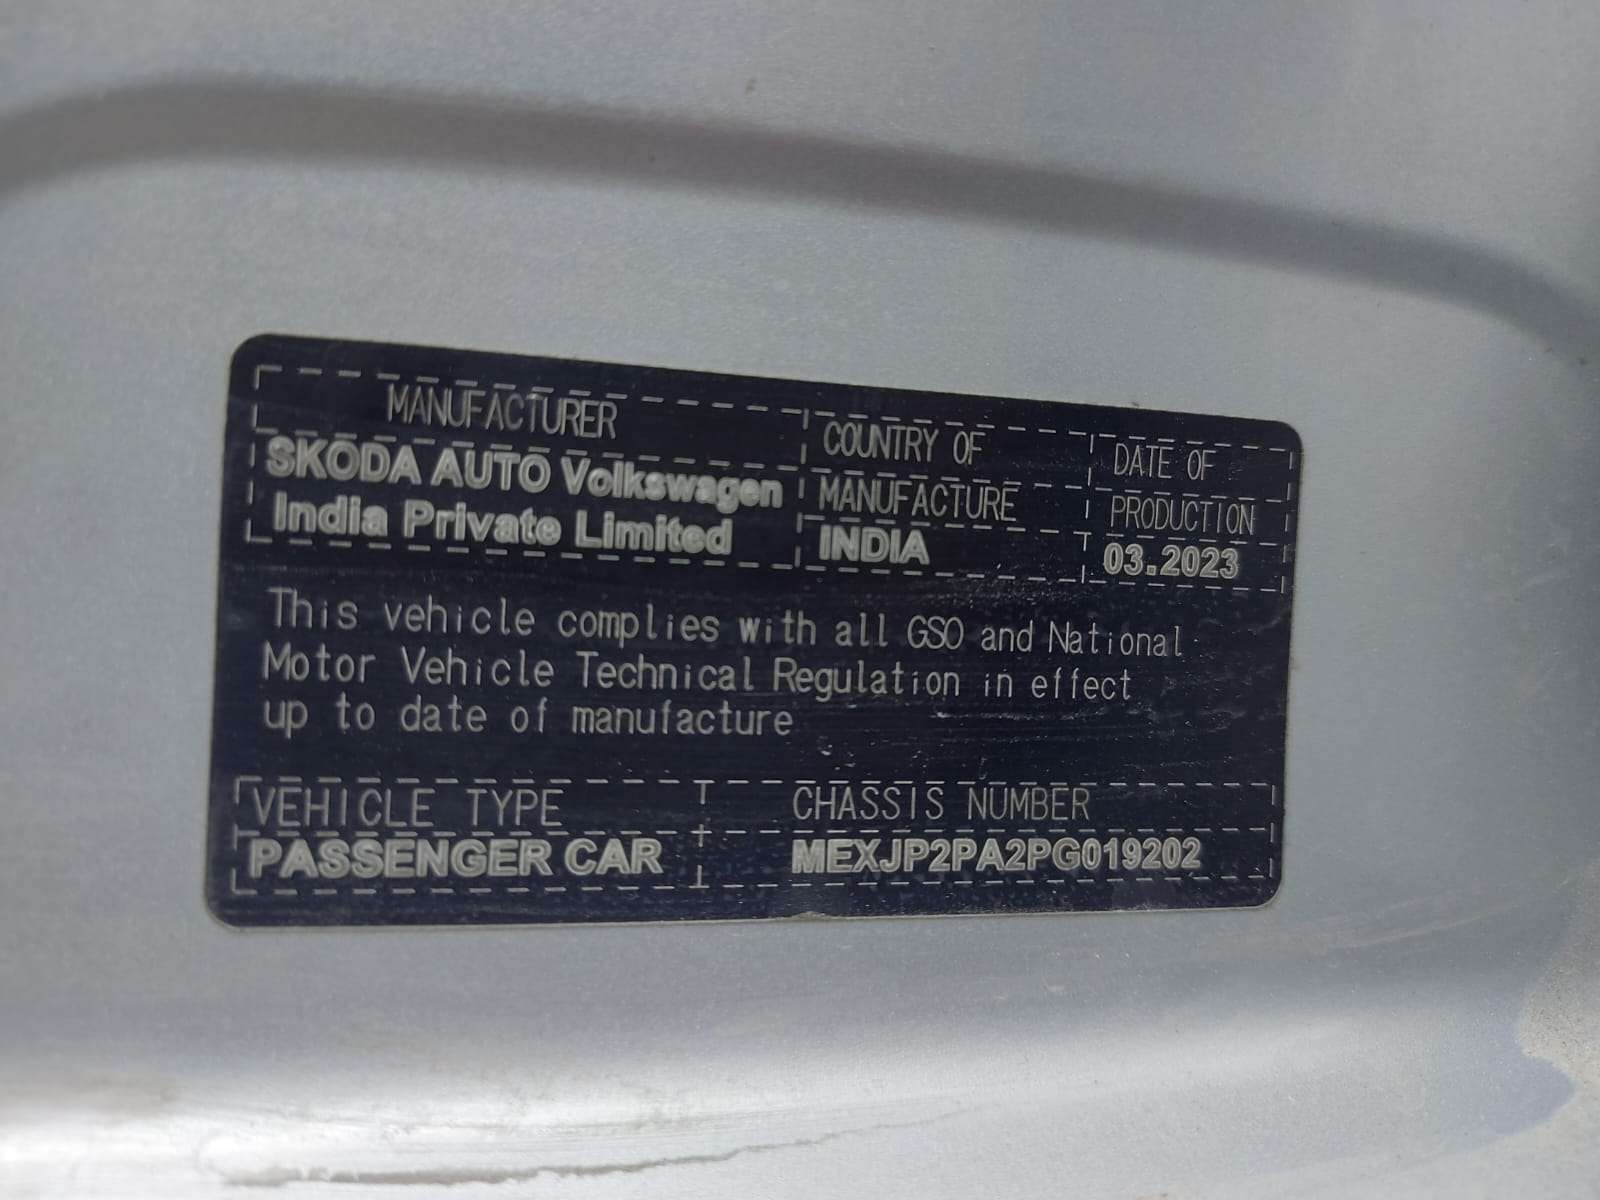 MANUFACTURER
SKODA AUTO Volkswagen
India Private Limited
COUNTRY OF
MANUFACTURE
INDIA
DATE OF
PRODUCTION
03.2023
This vehicle complies with all GSO and National
Motor Vehicle Technical Regulation in effect
up to date of manufacture
VEHICLE TYPE
PASSENGER CAR
CHASSIS NUMBER
MEXJP2PA2PG019202